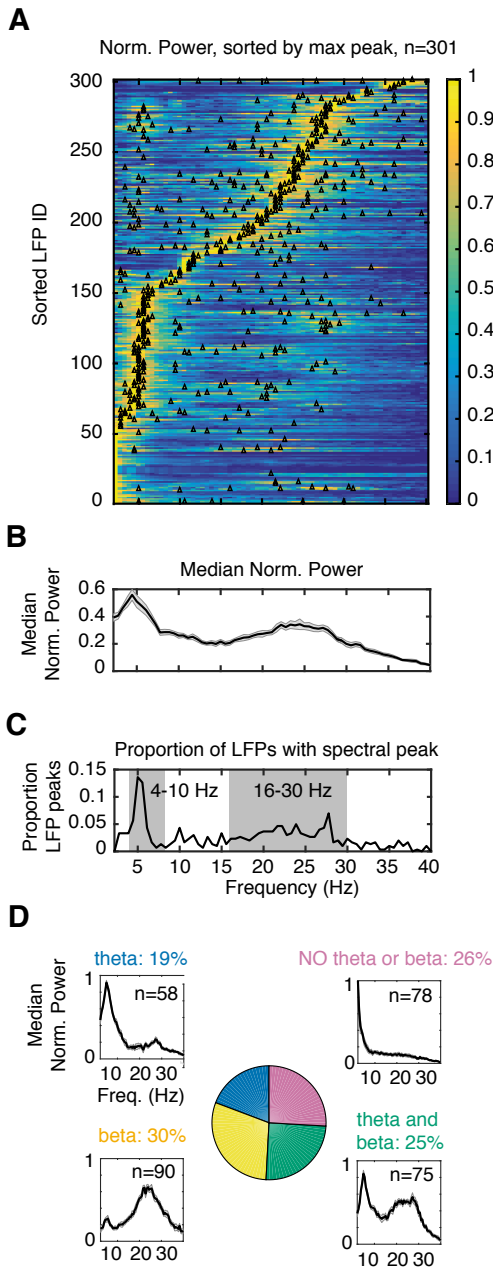 A
Norm. Power, sorted by max peak, n=301
Sorted LFP ID
300
250
200
150
100
50
0
1
0.9
0.8
0.7
0.6
0.5
0.4
0.3
0.2
0.1
0
B
Median Norm. Power
Median
Norm. Power
0.6
0.4
0.2
0
C
Proportion of LFPs with spectral peak
Proportion
LFP peaks
0.15
0.1
0.05
0
4-10 Hz
16-30 Hz
5 10 15 20 25 30 35 40
Frequency (Hz)
D
theta: 19%
Median
Norm. Power
1
0
n=58
10 20 30
Freq. (Hz)
NO theta or beta: 26%
1
0
n=78
10 20 30
beta: 30%
1
0
n=90
10 20 30
theta and
beta: 25%
1
0
n=75
10 20 30